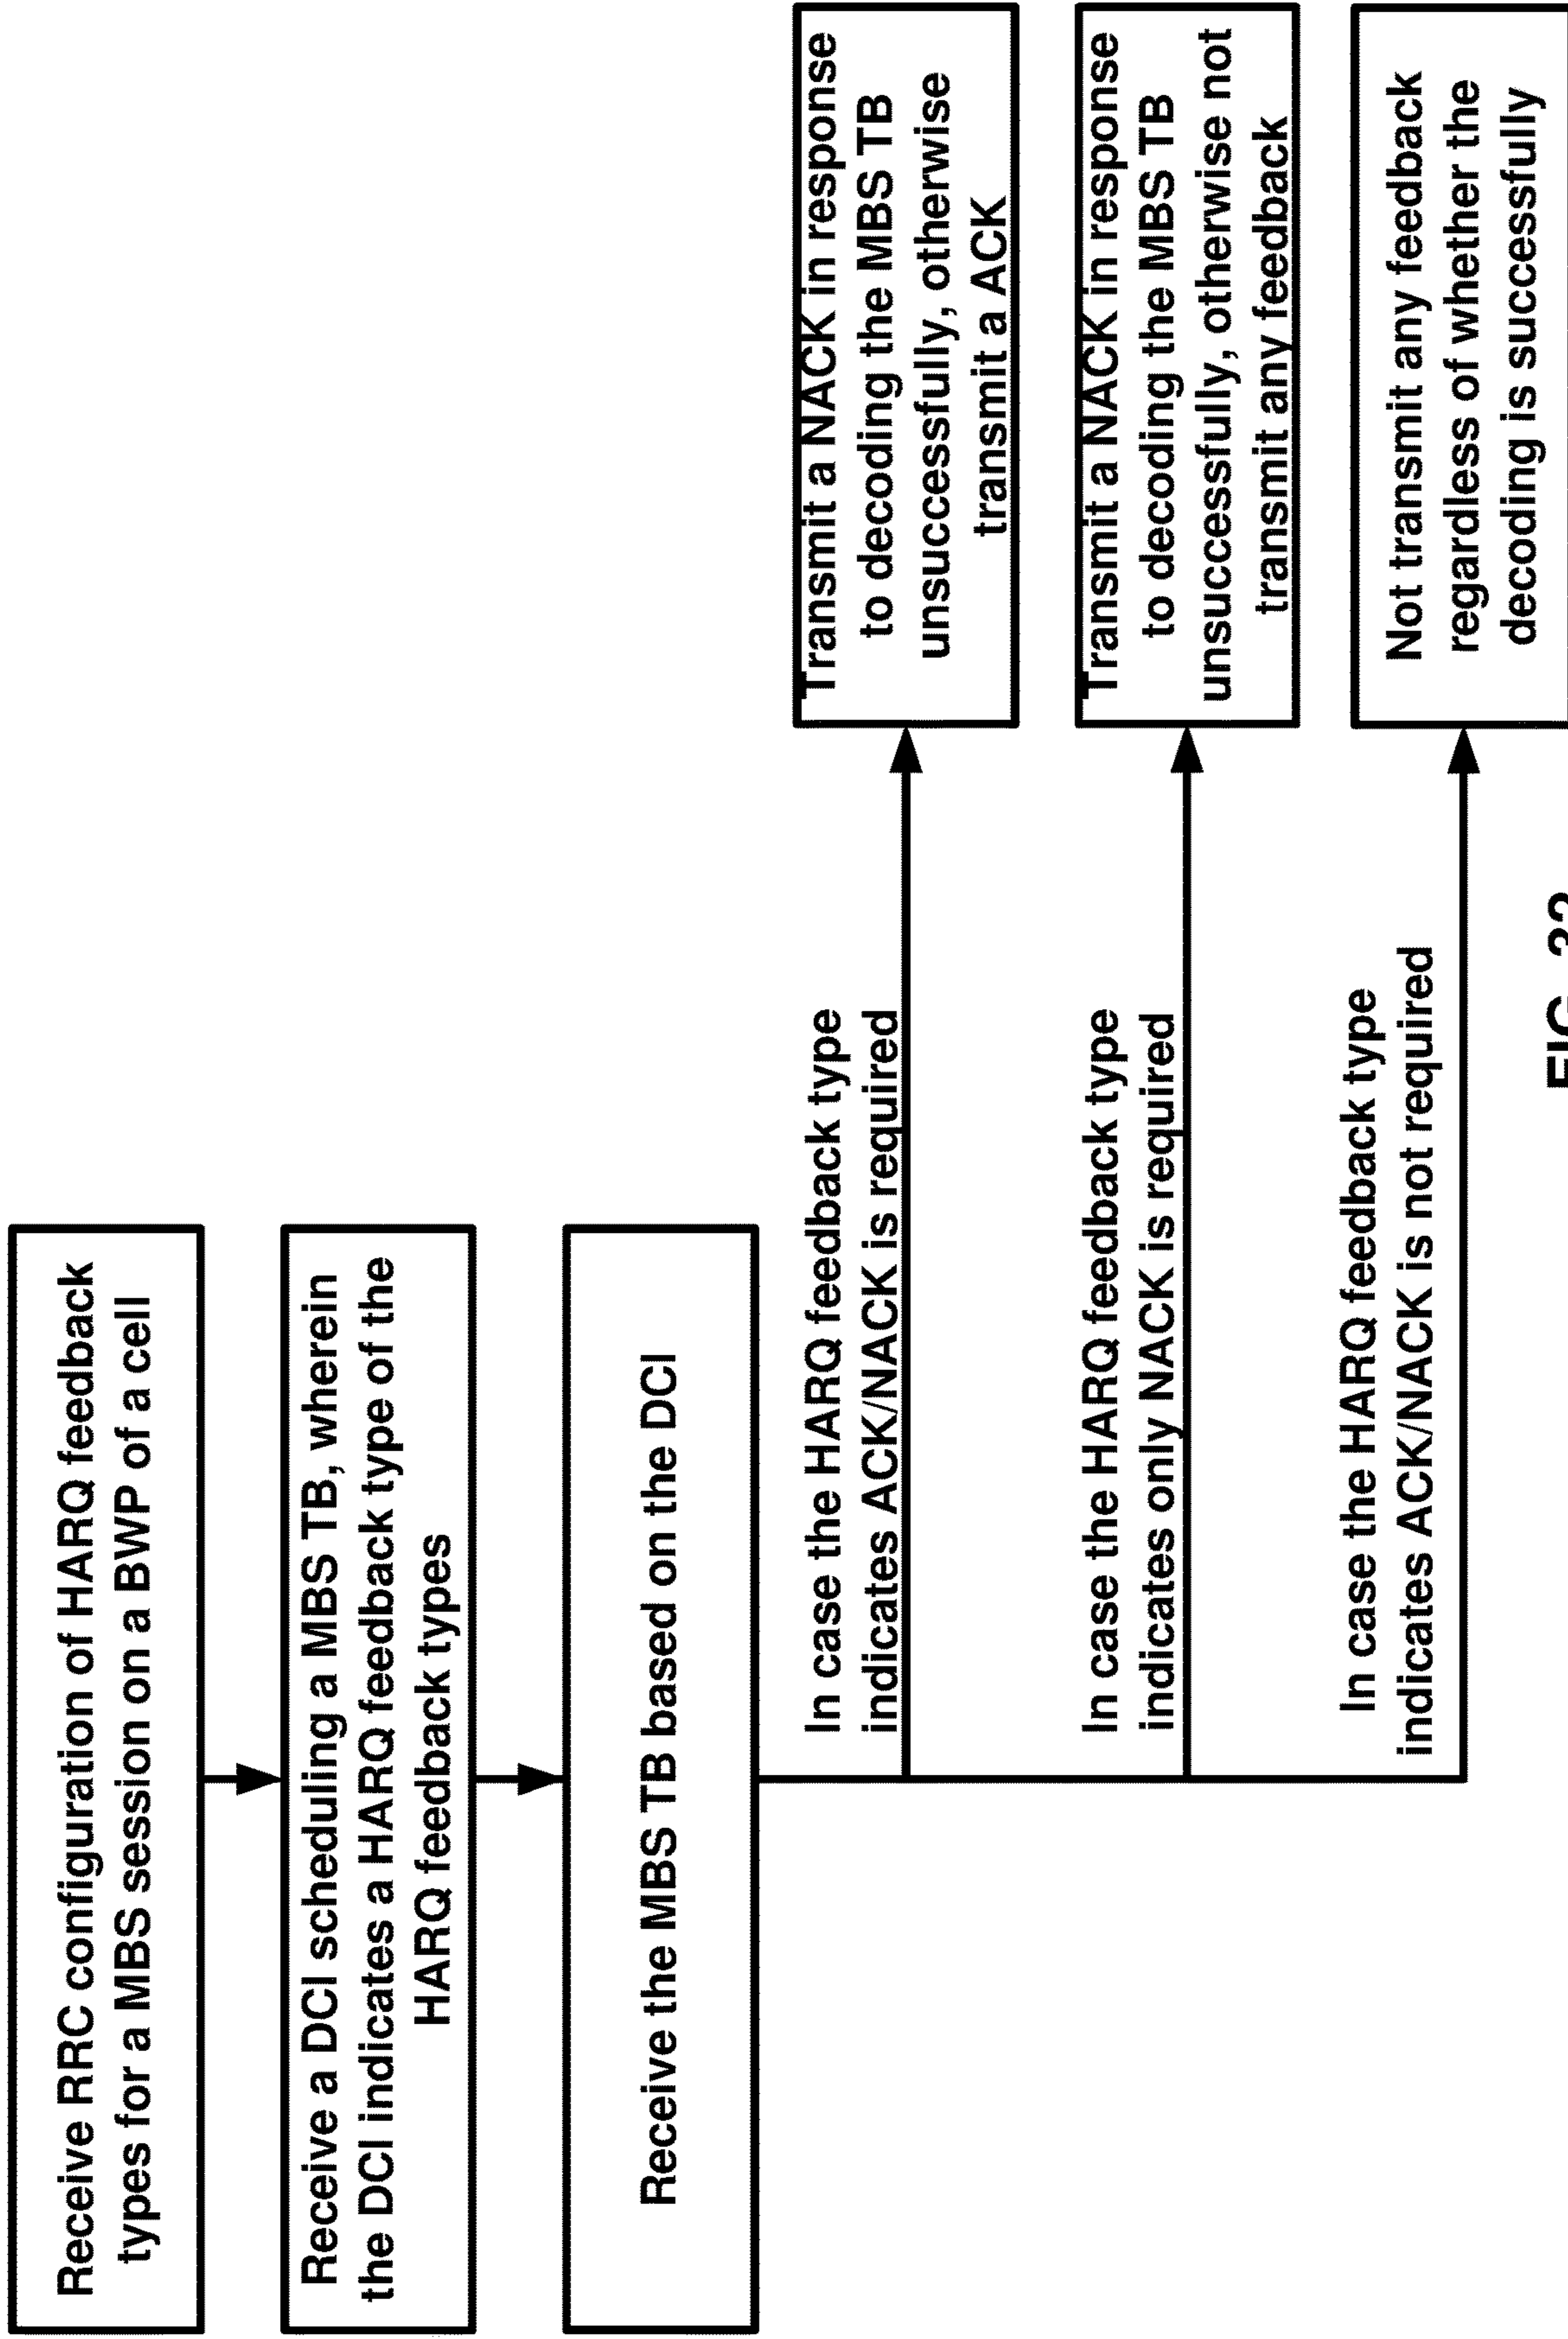 Receive RRC configuration of HARQ feedback
types for a MBS session on a BWP of a cell
Receive a DCI scheduling a MBS TB, wherein
the DCI indicates a HARQ feedback type of the
HARQ feedback types
Receive the MBS TB based on the DCI
In case the HARQ feedback type
indicates ACK/NACK is required
Transmit a NACK in response
to decoding the MBS TB
unsuccessfully, otherwise
transmit a ACK
In case the HARQ feedback type
indicates only NACK is required
Transmit a NACK in response
to decoding the MBS TB
unsuccessfully, otherwise not
transmit any feedback
In case the HARQ feedback type
indicates ACK/NACK is not required
Not transmit any feedback
regardless of whether the
decoding is successfully
FIG.